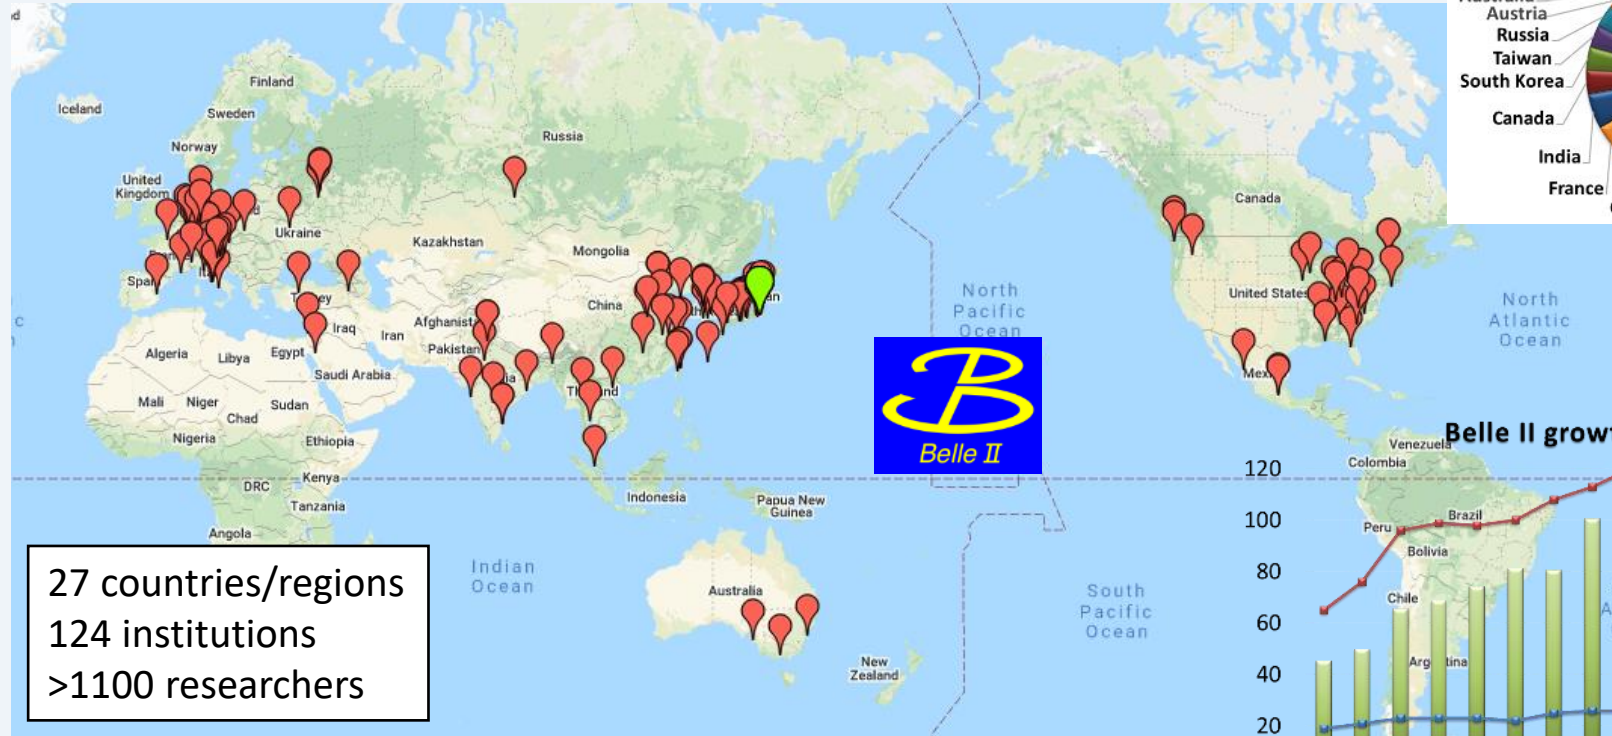 Austria
Russia
Taiwan
South Korea
Canada
India
France
Iceland
Finland
Sweden
Norway
Russia
United
Kingdom
Ukraine
Kazakhstan
Mongolia
China
Afghanist
Pakistan
Iran
Iraq
Algeria
Libya
Egypt
Saudi Arabia
Mali
Niger
Chad
Sudan
Nigeria
Ethiopia
DRC
Kenya
Tanzania
Angola
Indonesia
Papua New
Guinea
Indian
Ocean
Australia
New
Zealand
North
Pacific
Ocean
South
Pacific
Ocean
Canada
United States
North
Atlantic
Ocean
Venezuela
Colombia
Peru
Brazil
Bolivia
Chile
Belle II
Belle II growt
120
100
80
60
40
20
27 countries/regions
124 institutions
>1100 researchers